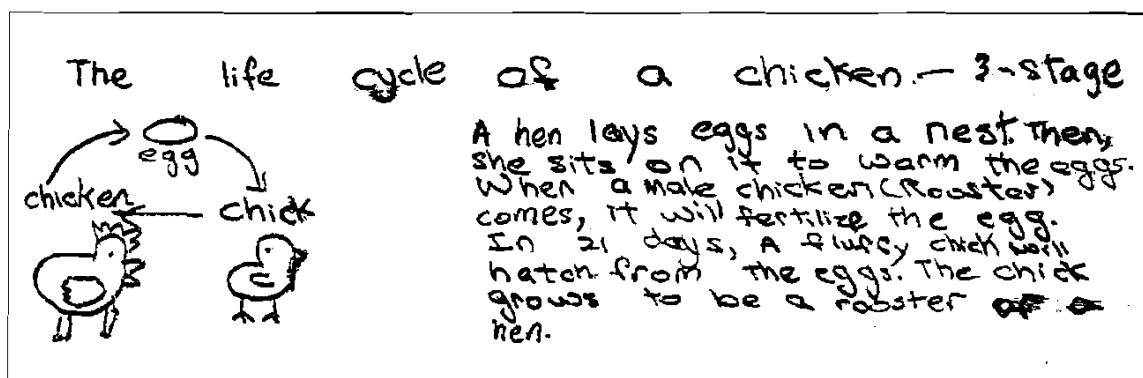 The life cycle of a chicken - 3-stage
egg
chicken
chick
A hen lays eggs in a nest. Then,
she sits on it to warm the eggs.
When a male chicken (Rooster)
comes, it will fertilize the egg.
In 21 days, A fluffy chick will
hatch from the eggs. The chick
grows to be a rooster or a
hen.